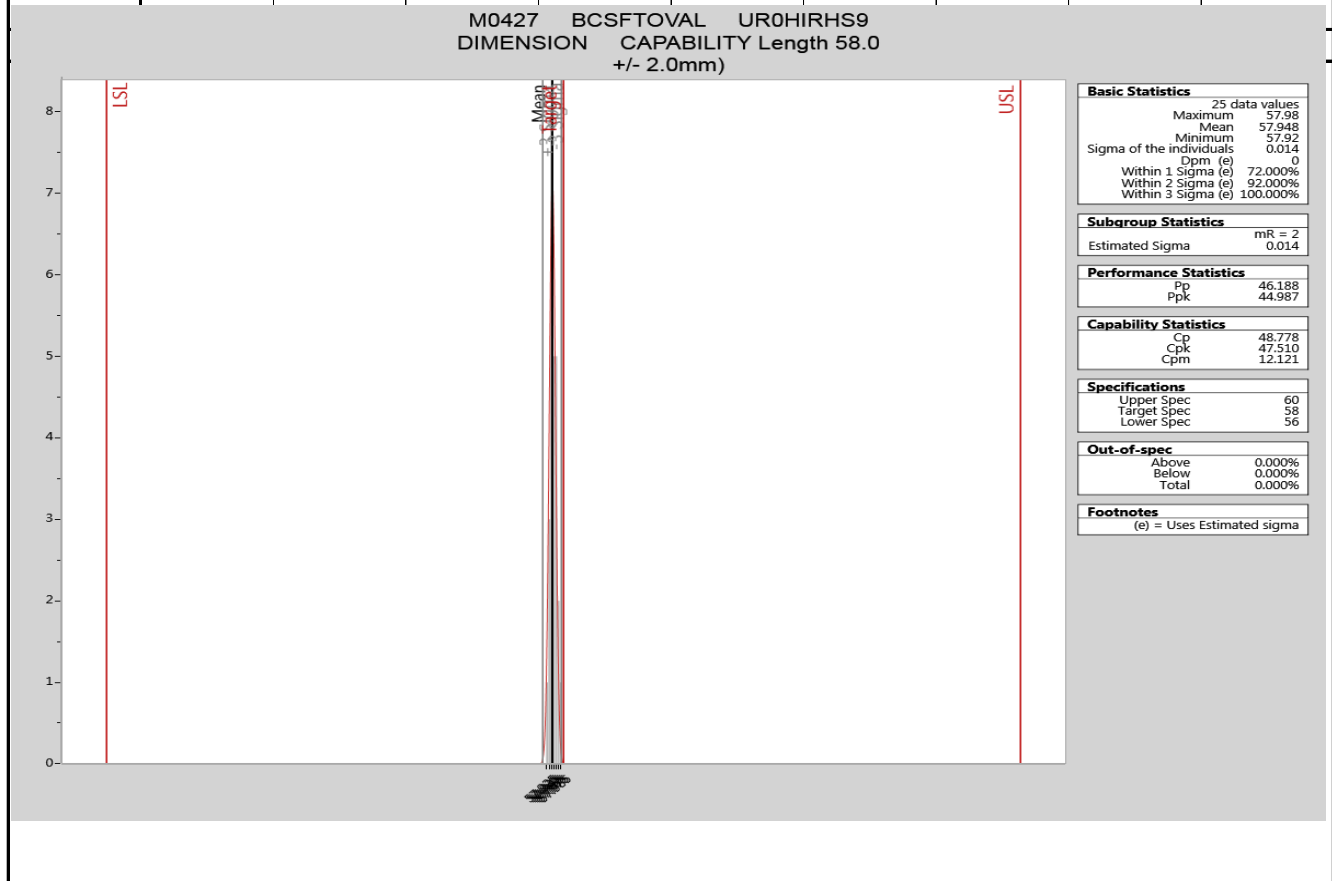 M0427 BCSFTOVAL UR0HIRHS9
DIMENSION CAPABILITY Length 58.0
+/- 2.0mm)
LSL
Mean
Target
USL
8
7
6
5
4
3
2
1
0
Basic Statistics
25 data values
Maximum 57.98
Mean 57.948
Minimum 57.92
Sigma of the individuals 0.014
Dpm (e) 0
Within 1 Sigma (e) 72.000%
Within 2 Sigma (e) 92.000%
Within 3 Sigma (e) 100.000%
Subgroup Statistics
mR = 2
Estimated Sigma 0.014
Performance Statistics
Pp 46.188
Ppk 44.987
Capability Statistics
Cp 48.778
Cpk 47.510
Cpm 12.121
Specifications
Upper Spec 60
Target Spec 58
Lower Spec 56
Out-of-spec
Above 0.000%
Below 0.000%
Total 0.000%
Footnotes
(e) = Uses Estimated sigma